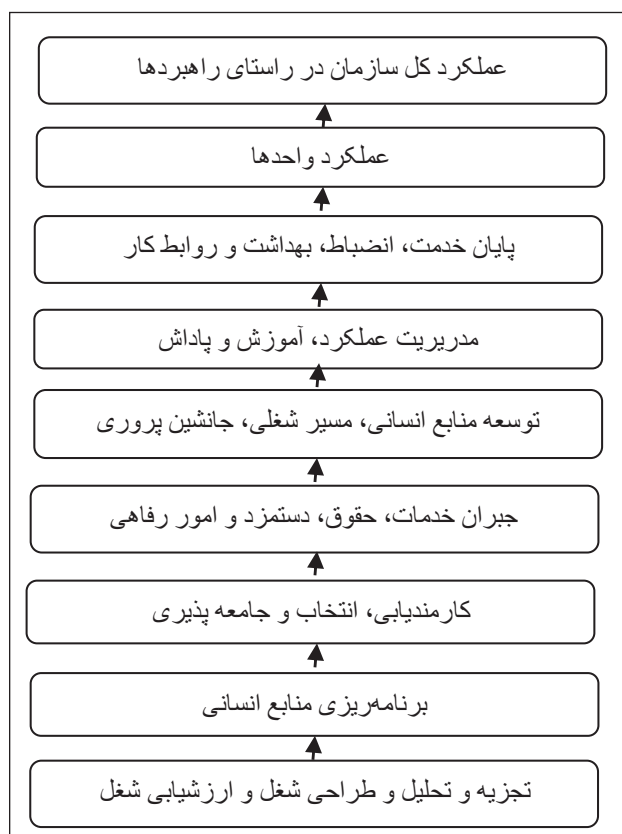 عملکرد کل سازمان در راستای راهبردها
عملکرد واحدها
پایان خدمت، انضباط، بهداشت و روابط کار
مدریریت عملکرد، آموزش و پاداش
توسعه منابع انسانی، مسیر شغلی، جانشین پروری
جبران خدمات، حقوق، دستمزد و امور رفاهی
کارمندیابی، انتخاب و جامعه پذیری
برنامه‌ریزی منابع انسانی
تجزیه و تحلیل و طراحی شغل و ارزشیابی شغل